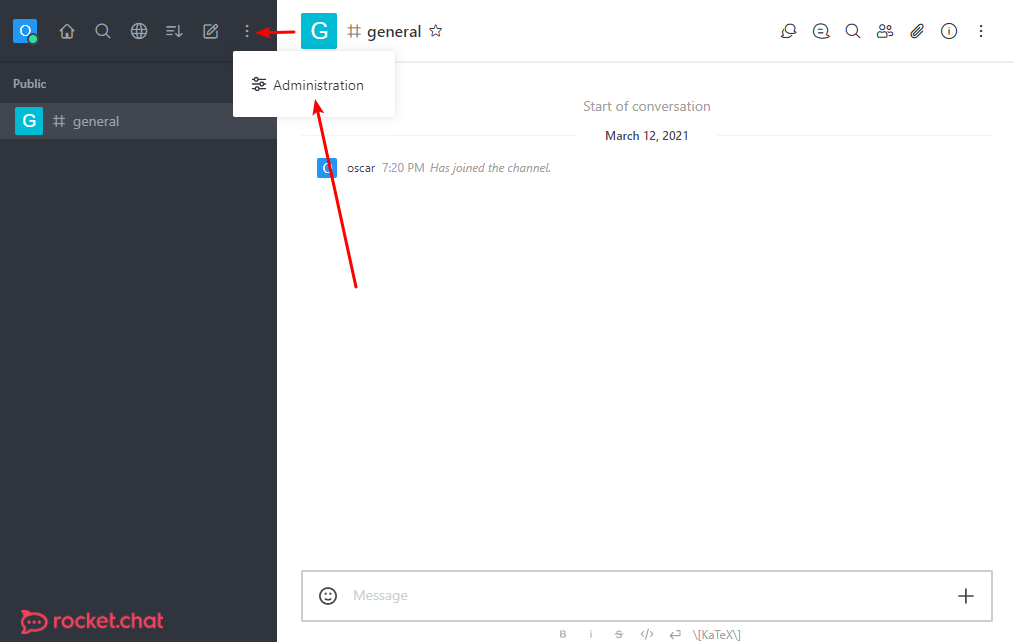 O
G
general
Administration
Public
G
general
Start of conversation
March 12, 2021
O oscar 7:20 PM Has joined the channel.
Message
rocket.chat
B i S </> \[KaTeX\]